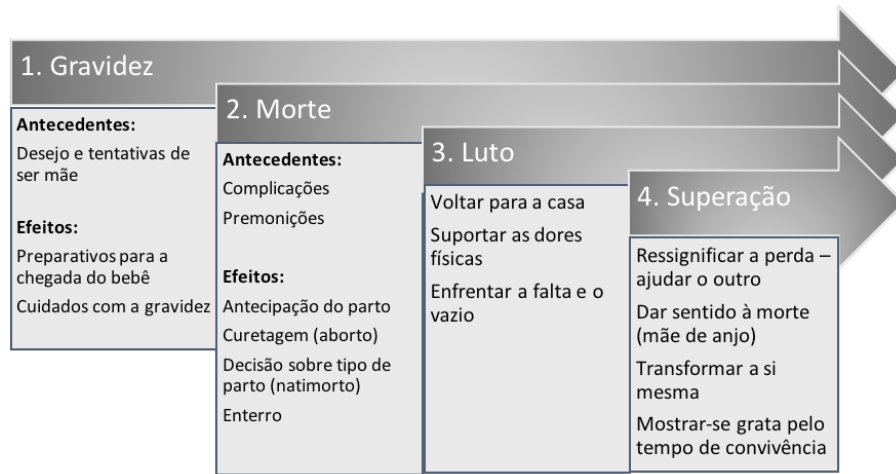 1. Gravidez
Antecedentes:
Desejo e tentativas de
ser mãe
Efeitos:
Preparativos para a
chegada do bebê
Cuidados com a gravidez
2. Morte
Antecedentes:
Complicações
Premonições
Efeitos:
Antecipação do parto
Curetagem (aborto)
Decisão sobre tipo de
parto (natimorto)
Enterro
3. Luto
Voltar para a casa
Suportar as dores
físicas
Enfrentar a falta e o
vazio
4. Superação
Ressignificar a perda –
ajudar o outro
Dar sentido à morte
(mãe de anjo)
Transformar a si
mesma
Mostrar-se grata pelo
tempo de convivência